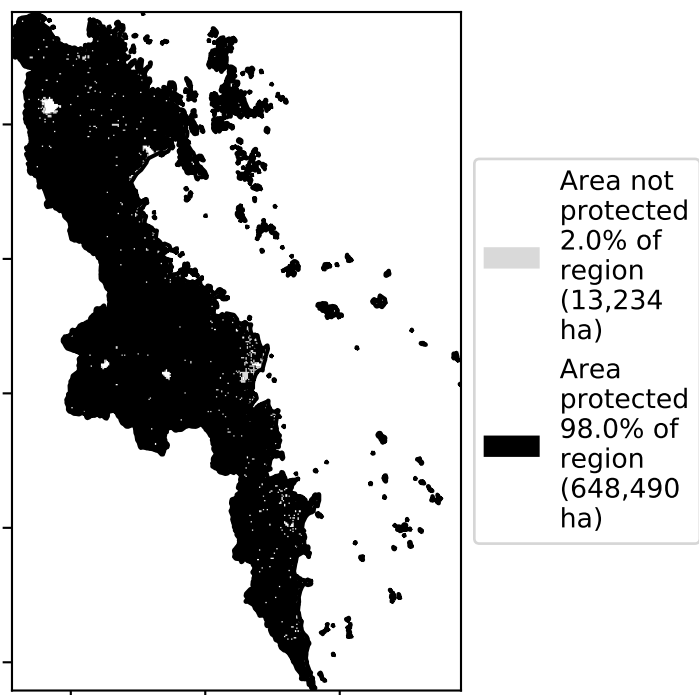 Area not
protected
2.0% of
region
(13,234
ha)
Area
protected
98.0% of
region
(648,490
ha)